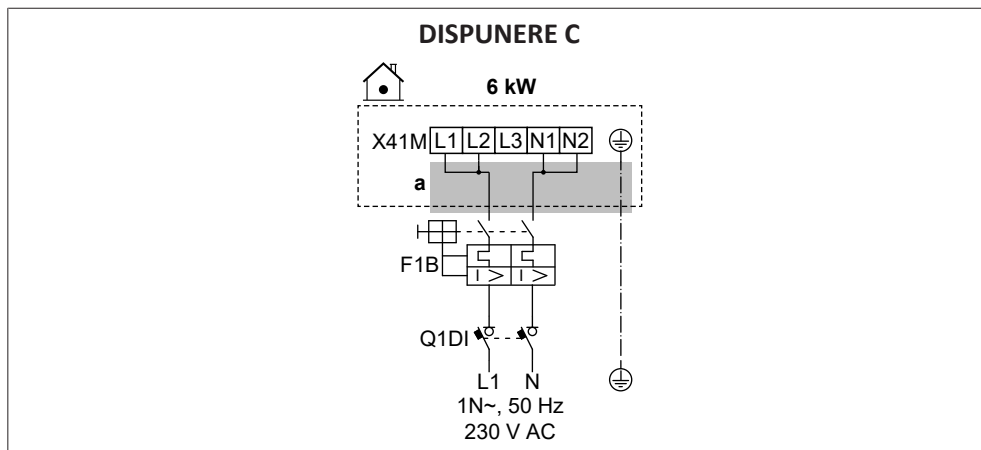 DISPUNERE C
6 kW
X41M L1 L2 L3 N1 N2
a
F1B
I > I >
Q1DI
L1 N
1N~, 50 Hz
230 V AC